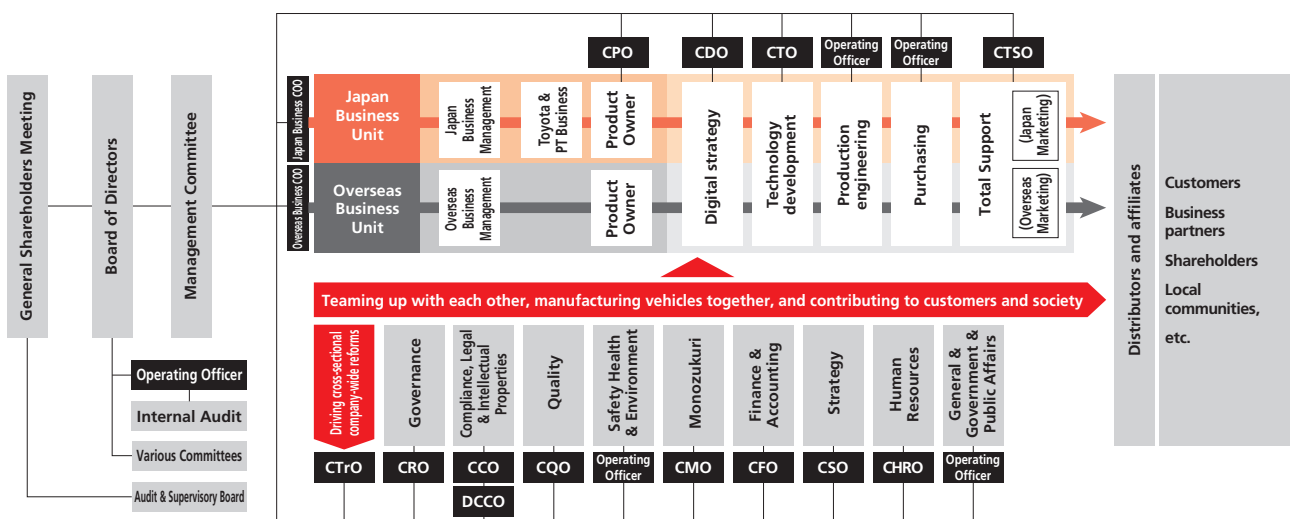 General Shareholders Meeting
Board of Directors
Management Committee
Operating Officer
Internal Audit
Various Committees
Audit & Supervisory Board
CPO
CDO
CTO
Operating
Officer
Operating
Officer
CTSO
Japan Business COO
Japan
Business
Unit
Japan
Business
Management
Toyota &
PT Business
Product
Owner
Overseas Business COO
Overseas
Business
Unit
Overseas
Business
Management
Product
Owner
Digital strategy
Technology
development
Production
engineering
Purchasing
Total Support
(Japan
Marketing)
(Overseas
Marketing)
Teaming up with each other, manufacturing vehicles together, and contributing to customers and society
Driving cross-sectional
company-wide reforms
Governance
Compliance, Legal
& Intellectual
Properties
Quality
Safety Health
& Environment
Monozukuri
Finance &
Accounting
Strategy
Human
Resources
General &
Government &
Public Affairs
CTrO
CRO
CCO
DCCO
CQO
Operating
Officer
CMO
CFO
CSO
CHRO
Operating
Officer
Distributors and affiliates
Customers
Business
partners
Shareholders
Local
communities,
etc.